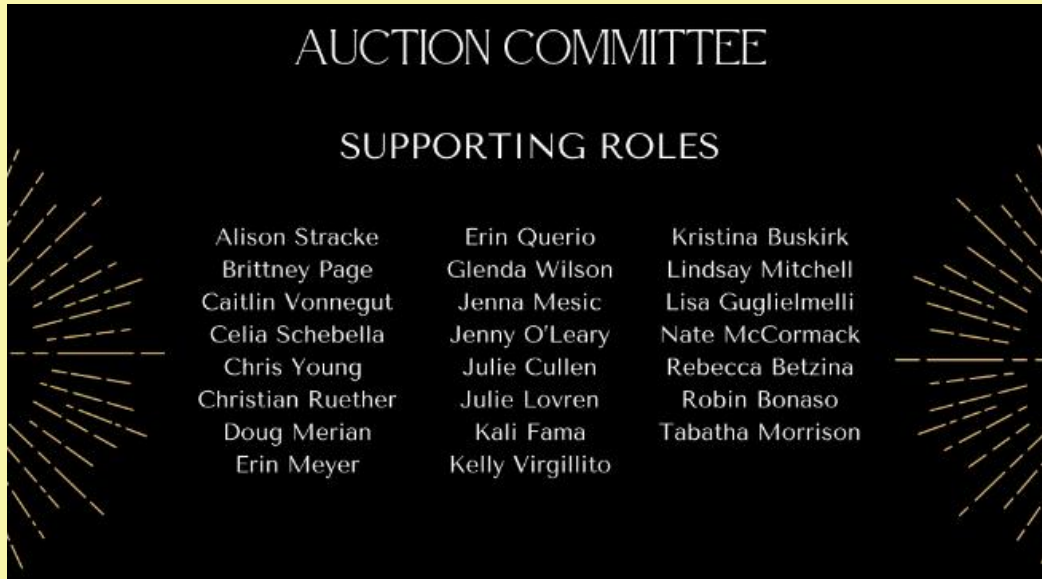 AUCTION COMMITTEE
SUPPORTING ROLES
Alison Stracke
Brittney Page
Caitlin Vonnegut
Celia Schebella
Chris Young
Christian Ruether
Doug Merian
Erin Meyer
Erin Querio
Glenda Wilson
Jenna Mesic
Jenny O'Leary
Julie Cullen
Julie Lovren
Kali Fama
Kelly Virgillito
Kristina Buskirk
Lindsay Mitchell
Lisa Guglielmelli
Nate McCormack
Rebecca Betzina
Robin Bonaso
Tabatha Morrison